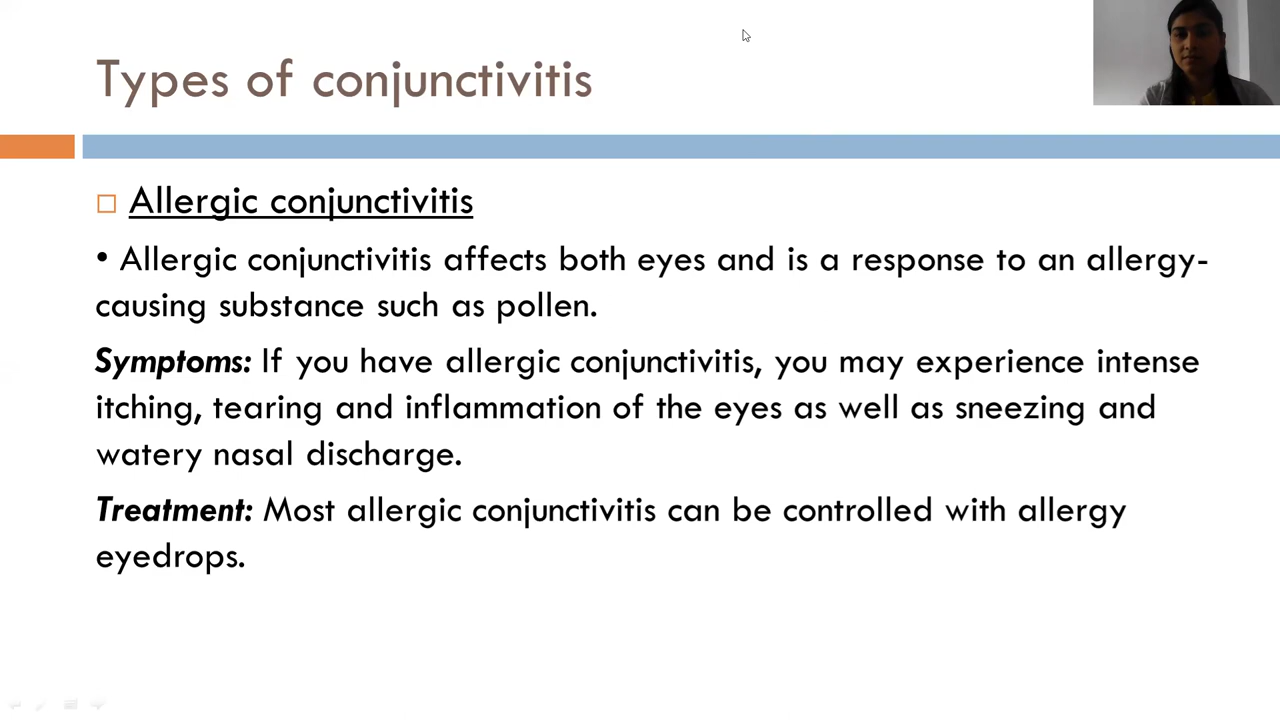 Types of conjunctivitis
Allergic conjunctivitis
• Allergic conjunctivitis affects both eyes and is a response to an allergy-
causing substance such as pollen.
Symptoms: If you have allergic conjunctivitis, you may experience intense
itching, tearing and inflammation of the eyes as well as sneezing and
watery nasal discharge.
Treatment: Most allergic conjunctivitis can be controlled with allergy
eyedrops.